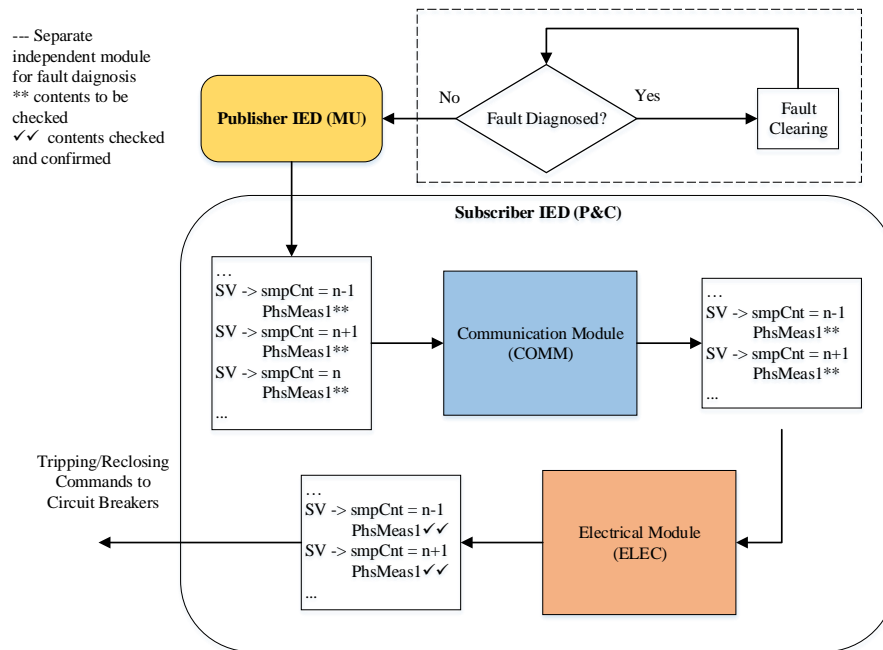 --- Separate
independent module
for fault daignosis
** contents to be
checked
✓✓ contents checked
and confirmed
Publisher IED (MU)
No
Fault Diagnosed?
Yes
Fault
Clearing
Subscriber IED (P&C)
...
SV -> smpCnt = n-1
PhsMeas1**
SV -> smpCnt = n+1
PhsMeas1**
SV -> smpCnt = n
PhsMeas1**
...
Communication Module
(COMM)
...
SV -> smpCnt = n-1
PhsMeas1**
SV -> smpCnt = n+1
PhsMeas1**
...
Electrical Module
(ELEC)
...
SV -> smpCnt = n-1
PhsMeas1✓✓
SV -> smpCnt = n+1
PhsMeas1✓✓
...
Tripping/Reclosing
Commands to
Circuit Breakers